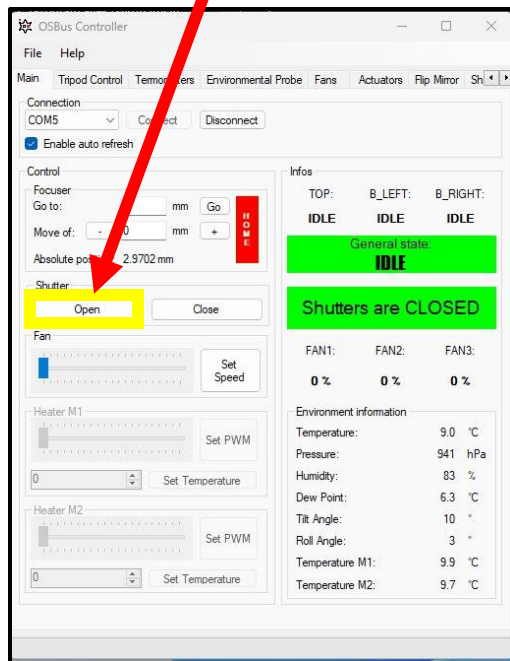 OSBus Controller
File Help
Main Tripod Control Environmental Probe Fans Actuators Flip Mirror Sh
Connection
COM5 Disconnect
Enable auto refresh
Control
Focuser
Go to: mm Go
Move of: - 0 mm +
HOME
Absolute 2.9702 mm
Shutter
Open Close
Fan
Set Speed
Heater M1
Set PWM
0 Set Temperature
Heater M2
Set PWM
0 Set Temperature
Infos
TOP: B_LEFT: B_RIGHT:
IDLE IDLE IDLE
General state:
IDLE
Shutters are CLOSED
FAN1: FAN2: FAN3:
0 % 0 % 0 %
Environment information
Temperature: 9.0 °C
Pressure: 941 hPa
Humidity: 83 %
Dew Point: 6.3 °C
Tilt Angle: 10 °
Roll Angle: 3 °
Temperature M1: 9.9 °C
Temperature M2: 9.7 °C